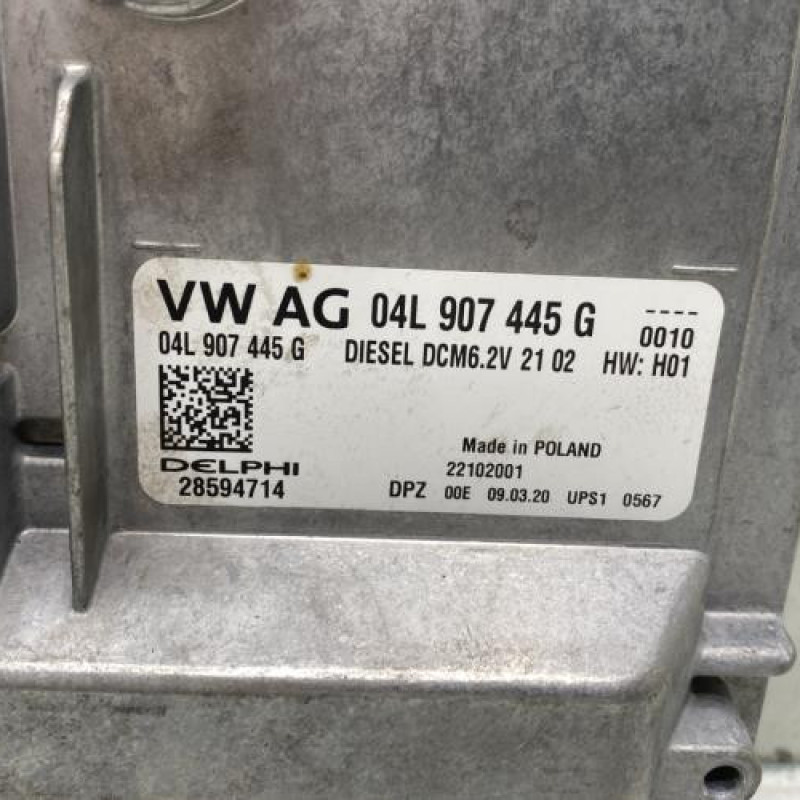 VW AG 04L 907 445 G ----
0010
04L 907 445 G DIESEL DCM6.2V 21 02 HW: H01
Made in POLAND
DELPHI 22102001
28594714 DPZ 00E 09.03.20 UPS1 0567